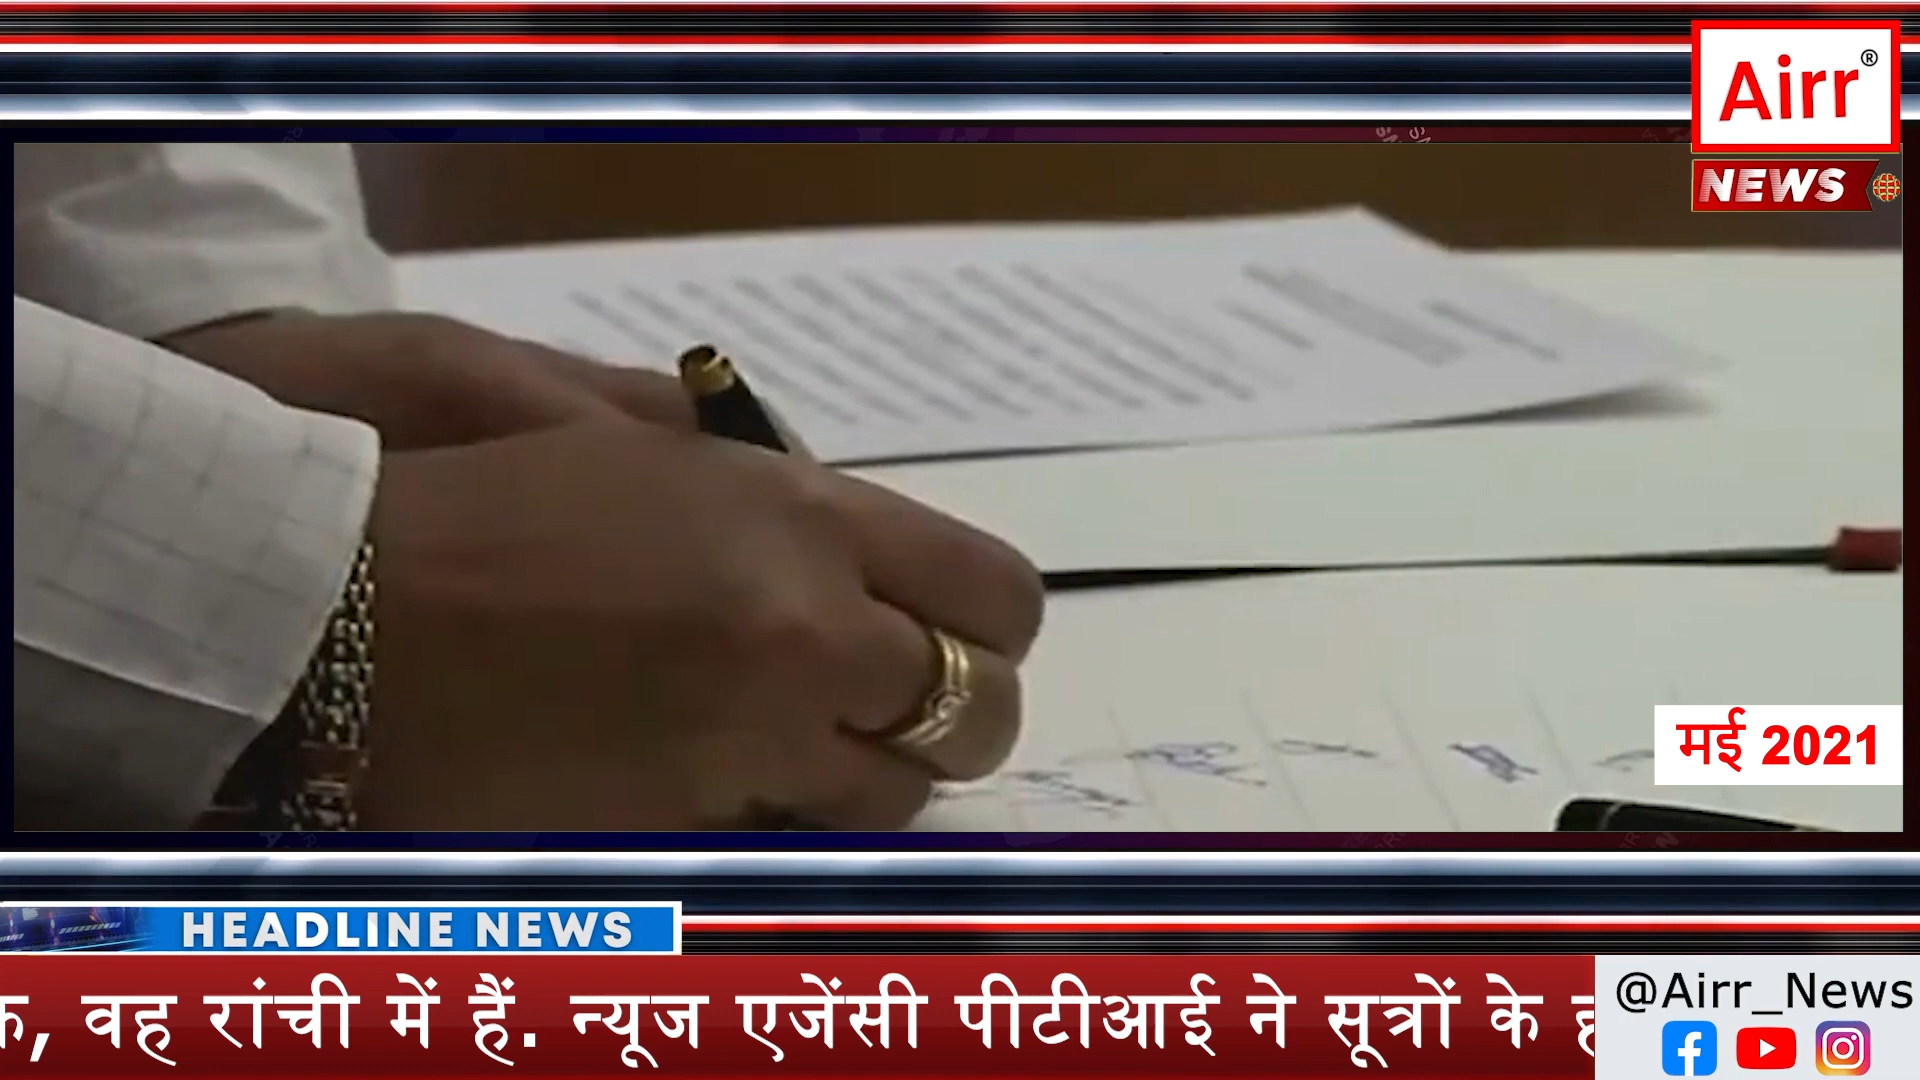 Airr®
NEWS
मई 2021
HEADLINE NEWS
, वह रांची में हैं. न्यूज एजेंसी पीटीआई ने सूत्रों के
@Airr_News